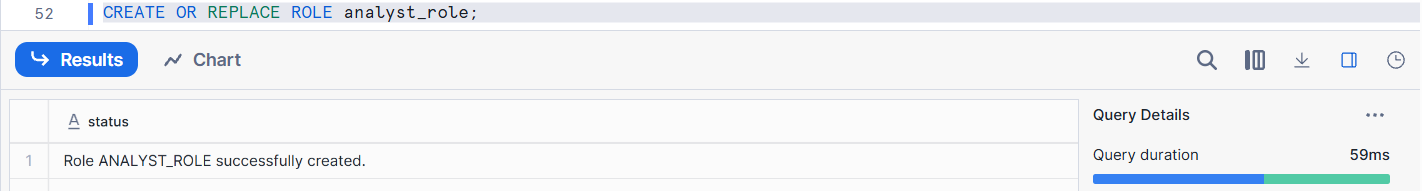 52 CREATE OR REPLACE ROLE analyst_role;
Results Chart
A status
Query Details
1 Role ANALYST_ROLE successfully created.
Query duration 59ms